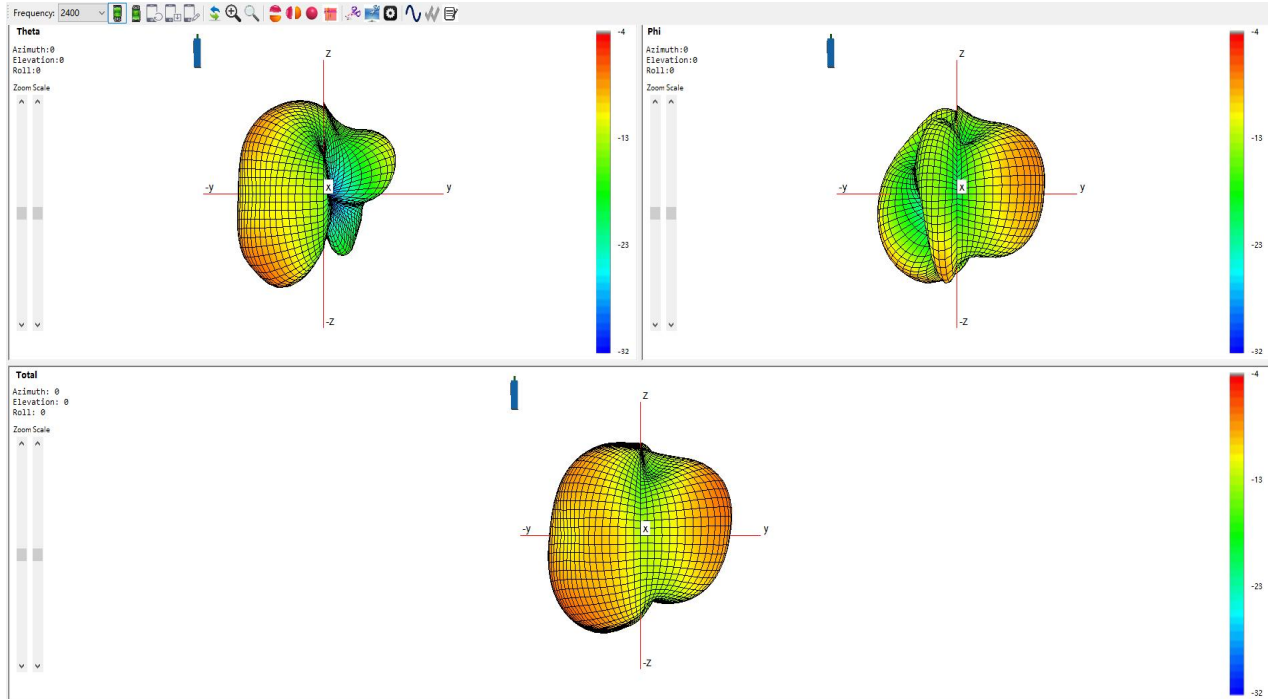 Frequency: 2400
Theta
Azimuth:0
Elevation:0
Roll:0
Zoom Scale
Z
-y
X
y
-Z
-4
-13
-23
-32
Phi
Azimuth:0
Elevation:0
Roll:0
Zoom Scale
Z
-y
X
y
-Z
-4
-13
-23
-32
Total
Azimuth: 0
Elevation: 0
Roll: 0
Zoom Scale
Z
-y
X
y
-Z
-4
-13
-23
-32